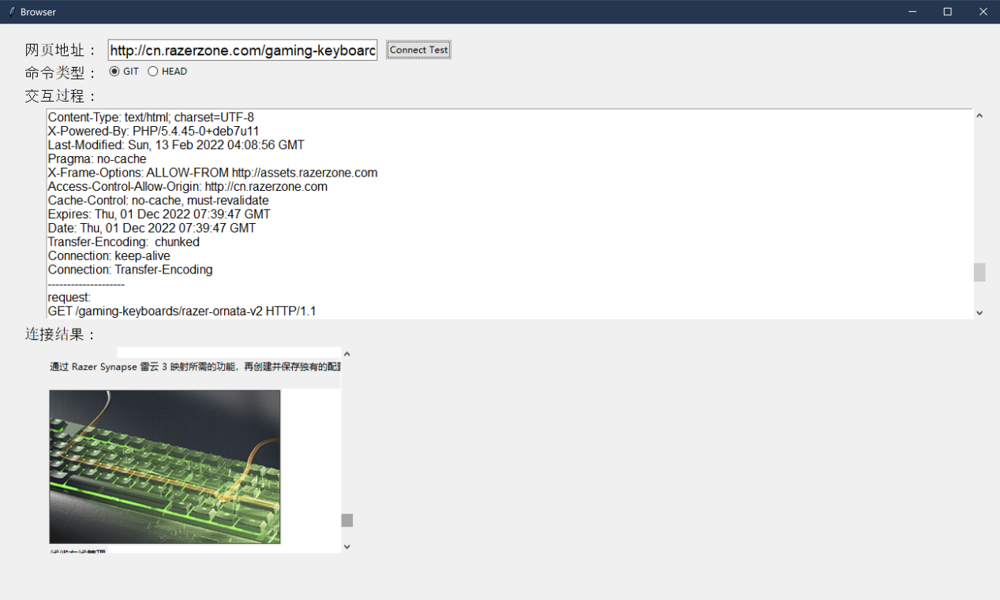 Browser
网页地址： http://cn.razerzone.com/gaming-keyboard Connect Test
命令类型： GIT HEAD
交互过程：
Content-Type: text/html; charset=UTF-8
X-Powered-By: PHP/5.4.45-0+deb7u11
Last-Modified: Sun, 13 Feb 2022 04:08:56 GMT
Pragma: no-cache
X-Frame-Options: ALLOW-FROM http://assets.razerzone.com
Access-Control-Allow-Origin: http://cn.razerzone.com
Cache-Control: no-cache, must-revalidate
Expires: Thu, 01 Dec 2022 07:39:47 GMT
Date: Thu, 01 Dec 2022 07:39:47 GMT
Transfer-Encoding:  chunked
Connection: keep-alive
Connection: Transfer-Encoding
--------------------
request:
GET /gaming-keyboards/razer-ornata-v2 HTTP/1.1
连接结果：
通过 Razer Synapse 雷云 3 映射所需的功能，再创建并保存独有的配置